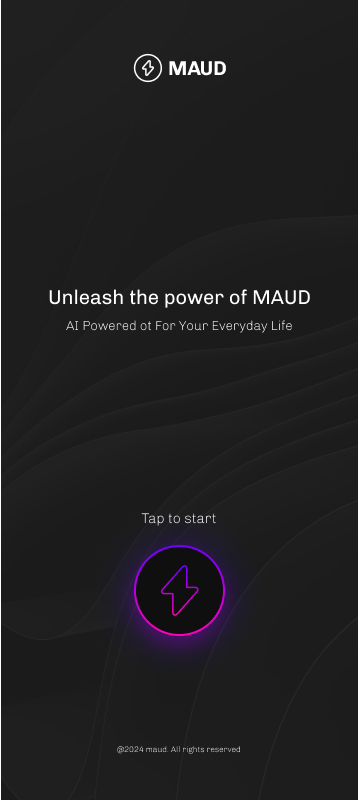 MAUD
Unleash the power of MAUD
AI Powered ot For Your Everyday Life
Tap to start
@2024 maud. All rights reserved